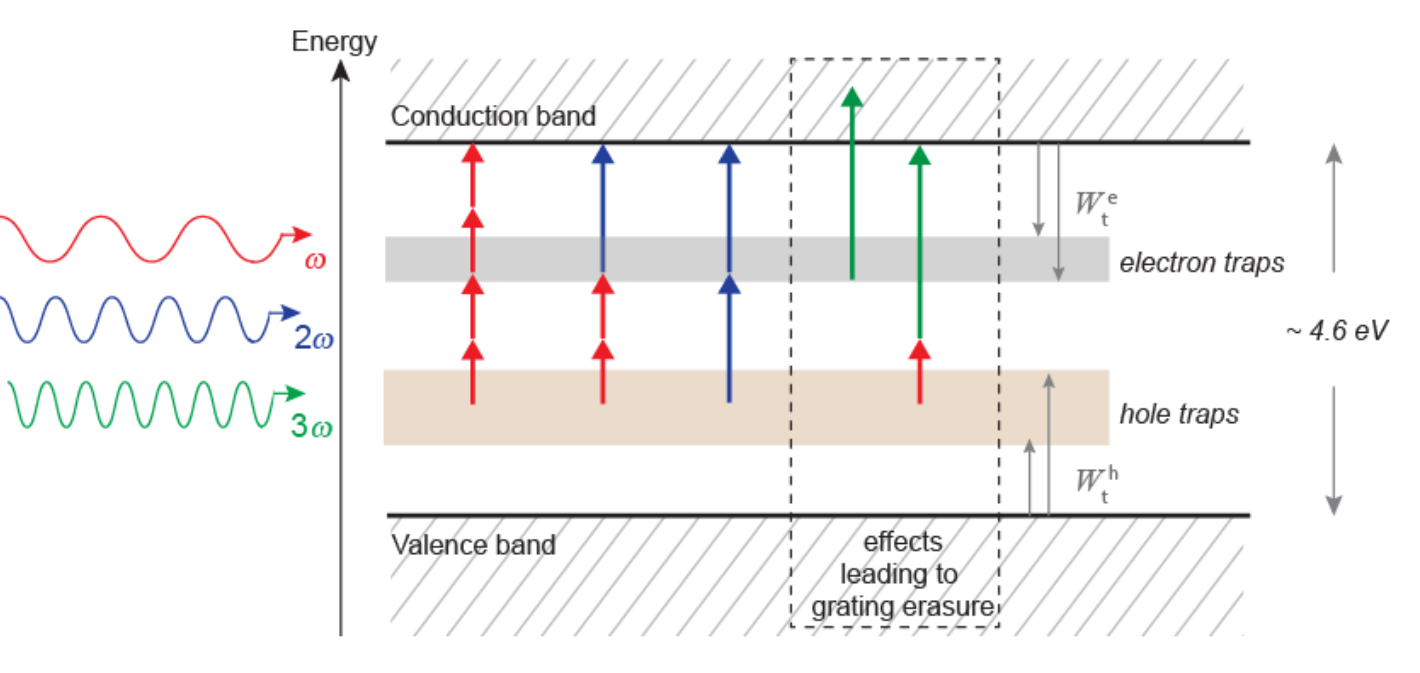 Energy
Conduction band
W_t^e
ω
electron traps
2ω
~ 4.6 eV
3ω
hole traps
W_t^h
Valence band
effects
leading to
grating erasure